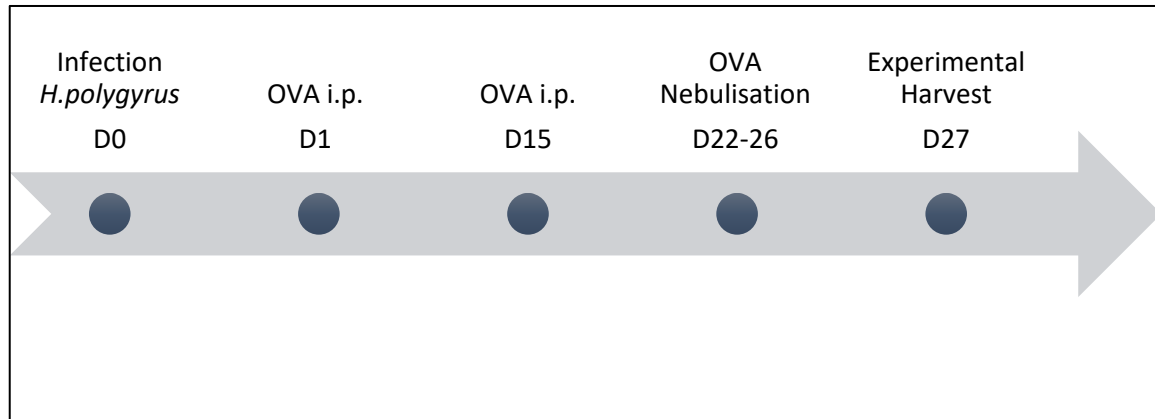 Infection
H.polygyrus
D0
OVA i.p.
D1
OVA i.p.
D15
OVA
Nebulisation
D22-26
Experimental
Harvest
D27